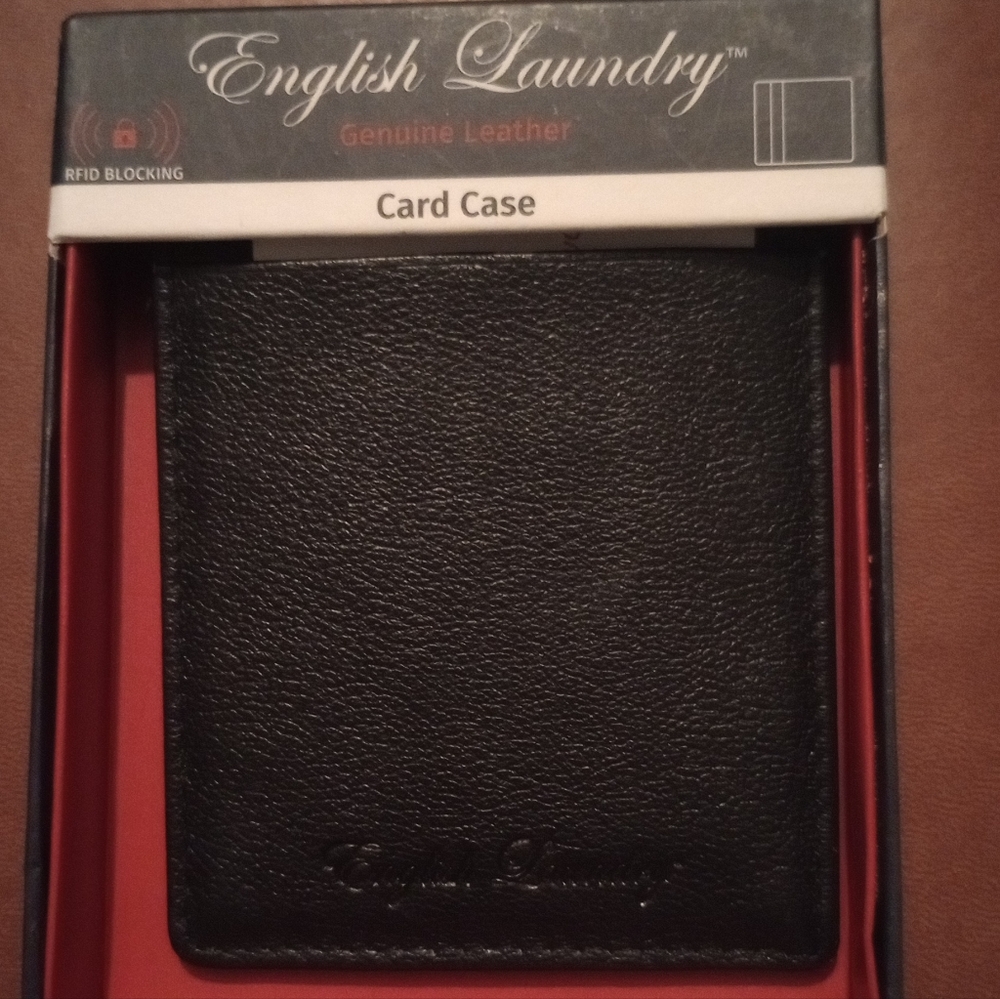 English Laundry™
Genuine Leather
RFID BLOCKING
Card Case
English Laundry